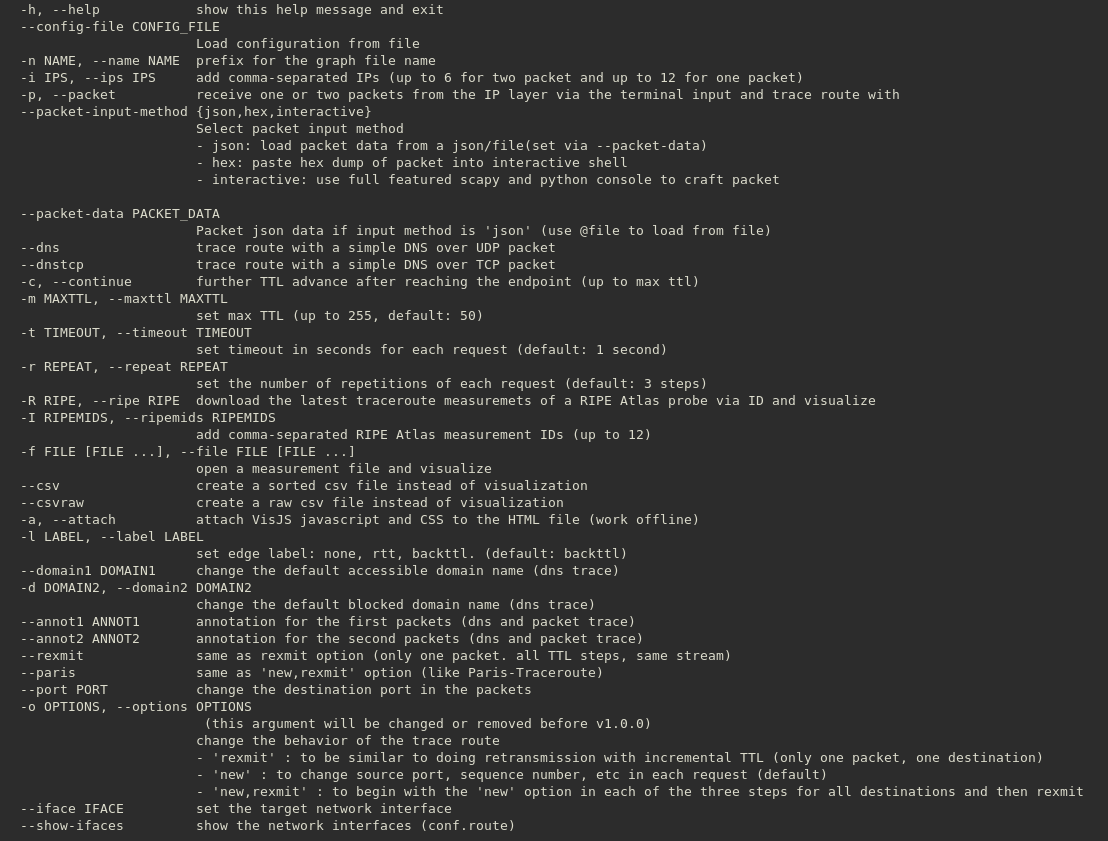 -h, --help            show this help message and exit
--config-file CONFIG_FILE
                      Load configuration from file
-n NAME, --name NAME  prefix for the graph file name
-i IPS, --ips IPS     add comma-separated IPs (up to 6 for two packet and up to 12 for one packet)
-p, --packet          receive one or two packets from the IP layer via the terminal input and trace route with
--packet-input-method {json,hex,interactive}
                      Select packet input method
                      - json: load packet data from a json/file(set via --packet-data)
                      - hex: paste hex dump of packet into interactive shell
                      - interactive: use full featured scapy and python console to craft packet

--packet-data PACKET_DATA
                      Packet json data if input method is 'json' (use @file to load from file)
--dns                 trace route with a simple DNS over UDP packet
--dnstcp              trace route with a simple DNS over TCP packet
-c, --continue        further TTL advance after reaching the endpoint (up to max ttl)
-m MAXTTL, --maxttl MAXTTL
                      set max TTL (up to 255, default: 50)
-t TIMEOUT, --timeout TIMEOUT
                      set timeout in seconds for each request (default: 1 second)
-r REPEAT, --repeat REPEAT
                      set the number of repetitions of each request (default: 3 steps)
-R RIPE, --ripe RIPE  download the latest traceroute measuremets of a RIPE Atlas probe via ID and visualize
-I RIPEMIDS, --ripemids RIPEMIDS
                      add comma-separated RIPE Atlas measurement IDs (up to 12)
-f FILE [FILE ...], --file FILE [FILE ...]
                      open a measurement file and visualize
--csv                 create a sorted csv file instead of visualization
--csvraw              create a raw csv file instead of visualization
-a, --attach          attach VisJS javascript and CSS to the HTML file (work offline)
-l LABEL, --label LABEL
                      set edge label: none, rtt, backttl. (default: backttl)
--domain1 DOMAIN1     change the default accessible domain name (dns trace)
-d DOMAIN2, --domain2 DOMAIN2
                      change the default blocked domain name (dns trace)
--annot1 ANNOT1       annotation for the first packets (dns and packet trace)
--annot2 ANNOT2       annotation for the second packets (dns and packet trace)
--rexmit              same as rexmit option (only one packet. all TTL steps, same stream)
--paris               same as 'new,rexmit' option (like Paris-Traceroute)
--port PORT           change the destination port in the packets
-o OPTIONS, --options OPTIONS
                       (this argument will be changed or removed before v1.0.0)
                      change the behavior of the trace route
                      - 'rexmit' : to be similar to doing retransmission with incremental TTL (only one packet, one destination)
                      - 'new' : to change source port, sequence number, etc in each request (default)
                      - 'new,rexmit' : to begin with the 'new' option in each of the three steps for all destinations and then rexmit
--iface IFACE         set the target network interface
--show-ifaces         show the network interfaces (conf.route)